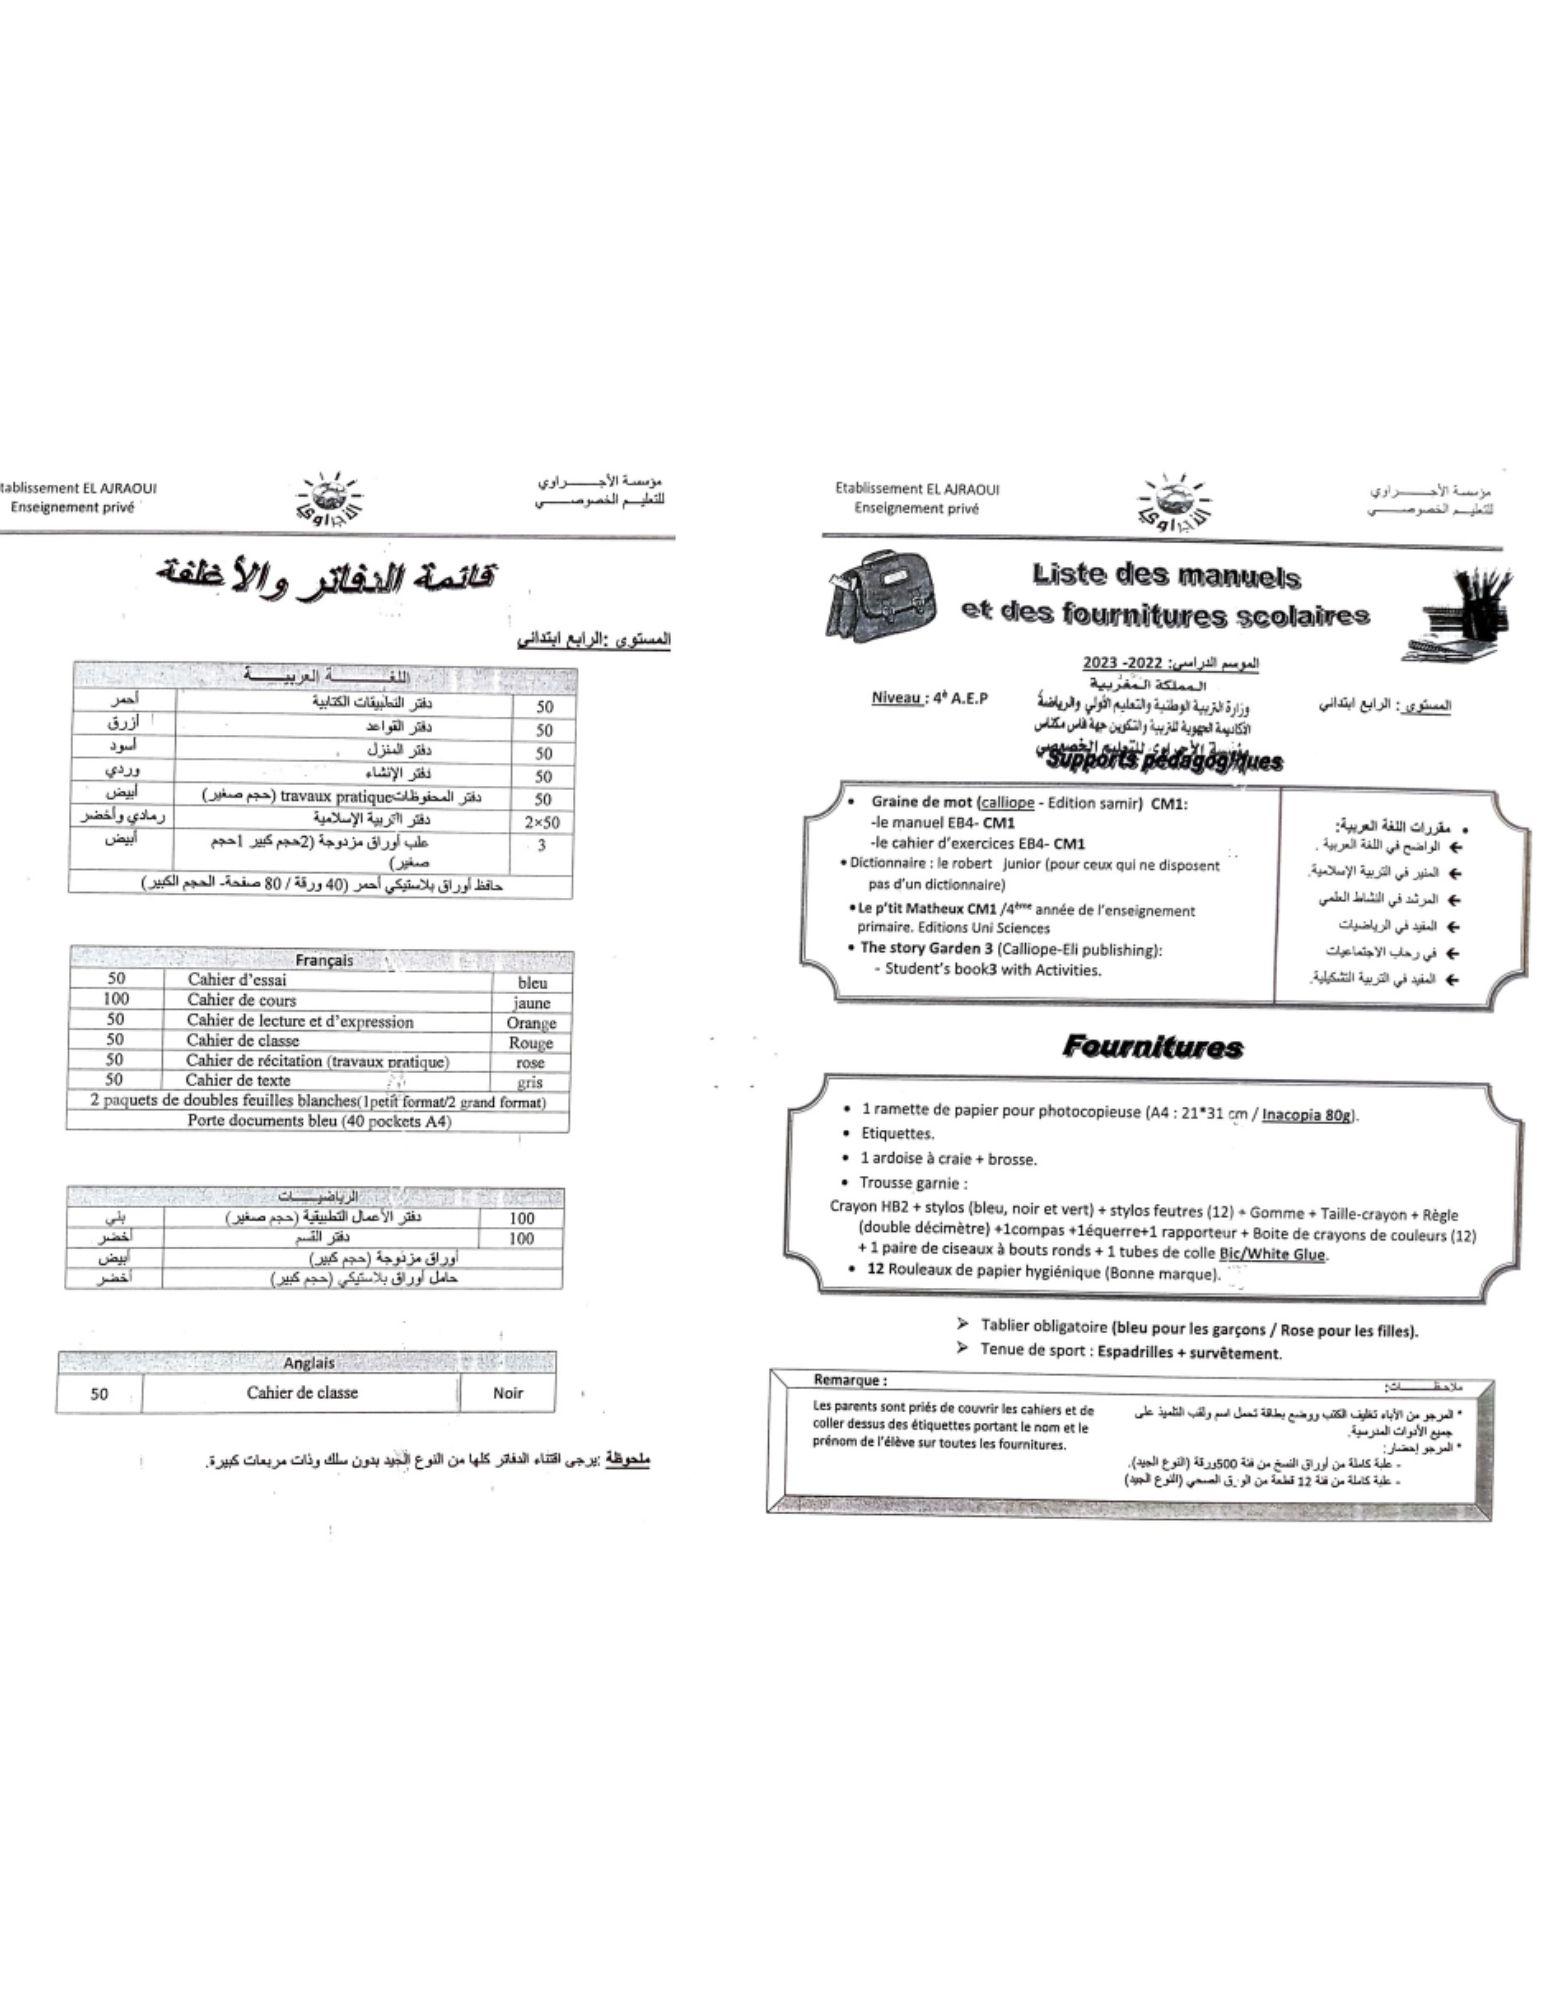 tablissement EL AJRAOUI
Enseignement privé
مؤسسة الأجـــراوي
للتعليــم الخصوصــي
الأجراوي
قائمة الدفاتر والأغلفة
المستوى :الرابع ابتدائي
اللغــــة العربيــــة
50 دفتر التطبيقات الكتابية أحمر
50 دفتر القواعد أزرق
50 دفتر المنزل أسود
50 دفتر الإنشاء وردي
50 دفتر المحفوظات travaux pratique (حجم صغير) أبيض
2×50 دفتر التربية الإسلامية رمادي وأخضر
3 علب أوراق مزدوجة (2حجم كبير 1حجم صغير) أبيض
حافظ أوراق بلاستيكي أحمر (40 ورقة / 80 صفحة- الحجم الكبير)
Français
50 Cahier d'essai bleu
100 Cahier de cours jaune
50 Cahier de lecture et d'expression Orange
50 Cahier de classe Rouge
50 Cahier de récitation (travaux pratique) rose
50 Cahier de texte gris
2 paquets de doubles feuilles blanches(1petit format/2 grand format)
Porte documents bleu (40 pockets A4)
الرياضيــــات
100 دفتر الأعمال التطبيقية (حجم صغير) بني
100 دفتر القسم أخضر
أوراق مزدوجة (حجم كبير) أبيض
حامل أوراق بلاستيكي (حجم كبير) أخضر
Anglais
50 Cahier de classe Noir
ملحوظة :يرجى اقتناء الدفاتر كلها من النوع الجيد بدون سلك وذات مربعات كبيرة.
Etablissement EL AJRAOUI
Enseignement privé
مؤسسة الأجـــراوي
للتعليــم الخصوصــي
الأجراوي
Liste des manuels
et des fournitures scolaires
الموسم الدراسي: 2022- 2023
المملكة المغربية
وزارة التربية الوطنية والتعليم الأولي والرياضة
الأكاديمية الجهوية للتربية والتكوين جهة فاس مكناس
مؤسسة الأجراوي للتعليم الخصوصي
Niveau : 4è A.E.P
المستوى : الرابع ابتدائي
Supports pédagogiques
• Graine de mot (calliope - Edition samir) CM1:
-le manuel EB4- CM1
-le cahier d'exercices EB4- CM1
• Dictionnaire : le robert junior (pour ceux qui ne disposent
pas d'un dictionnaire)
• Le p'tit Matheux CM1 /4ème année de l'enseignement
primaire. Editions Uni Sciences
• The story Garden 3 (Calliope-Eli publishing):
- Student's book3 with Activities.
• مقررات اللغة العربية:
← الواضح في اللغة العربية .
← المنير في التربية الإسلامية.
← المرشد في النشاط العلمي
← المفيد في الرياضيات
← في رحاب الاجتماعيات
← المفيد في التربية التشكيلية.
Fournitures
• 1 ramette de papier pour photocopieuse (A4 : 21*31 cm / Inacopia 80g).
• Etiquettes.
• 1 ardoise à craie + brosse.
• Trousse garnie :
Crayon HB2 + stylos (bleu, noir et vert) + stylos feutres (12) + Gomme + Taille-crayon + Règle
(double décimètre) +1compas +1équerre+1 rapporteur + Boite de crayons de couleurs (12)
+ 1 paire de ciseaux à bouts ronds + 1 tubes de colle Bic/White Glue.
• 12 Rouleaux de papier hygiénique (Bonne marque).
➢ Tablier obligatoire (bleu pour les garçons / Rose pour les filles).
➢ Tenue de sport : Espadrilles + survêtement.
Remarque :
Les parents sont priés de couvrir les cahiers et de
coller dessus des étiquettes portant le nom et le
prénom de l'élève sur toutes les fournitures.
ملاحظـــات:
* المرجو من الأباء تغليف الكتب ووضع بطاقة تحمل اسم ولقب التلميذ على
جميع الأدوات المدرسية.
* المرجو إحضار:
- علبة كاملة من أوراق النسخ من فئة 500ورقة (النوع الجيد).
- علبة كاملة من فئة 12 قطعة من الورق الصحي (النوع الجيد)